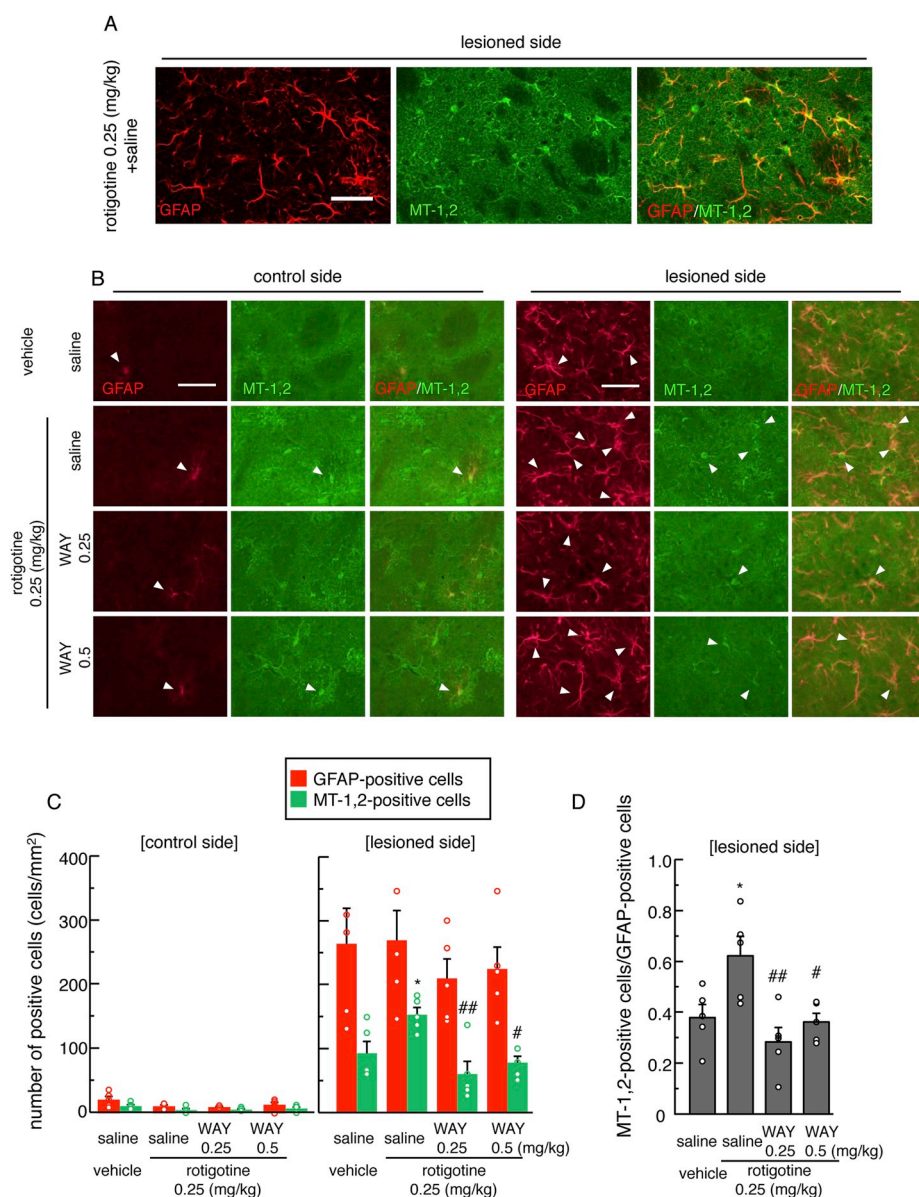 A
lesioned side
rotigotine 0.25 (mg/kg)
+saline
GFAP
MT-1,2
GFAP/MT-1,2
B
control side
lesioned side
vehicle
saline
GFAP
MT-1,2
GFAP/MT-1,2
GFAP
MT-1,2
GFAP/MT-1,2
rotigotine
0.25 (mg/kg)
saline
WAY
0.25
WAY
0.5
GFAP-positive cells
MT-1,2-positive cells
C
[control side]
[lesioned side]
number of positive cells (cells/mm²)
400
300
200
100
0
*
##
#
saline
saline
WAY
0.25
WAY
0.5
vehicle
rotigotine
0.25 (mg/kg)
saline
saline
WAY
0.25
WAY
0.5 (mg/kg)
vehicle
rotigotine
0.25 (mg/kg)
D
[lesioned side]
MT-1,2-positive cells/GFAP-positive cells
1.0
0.8
0.6
0.4
0.2
0
*
##
#
saline
saline
WAY
0.25
WAY
0.5 (mg/kg)
vehicle
rotigotine
0.25 (mg/kg)